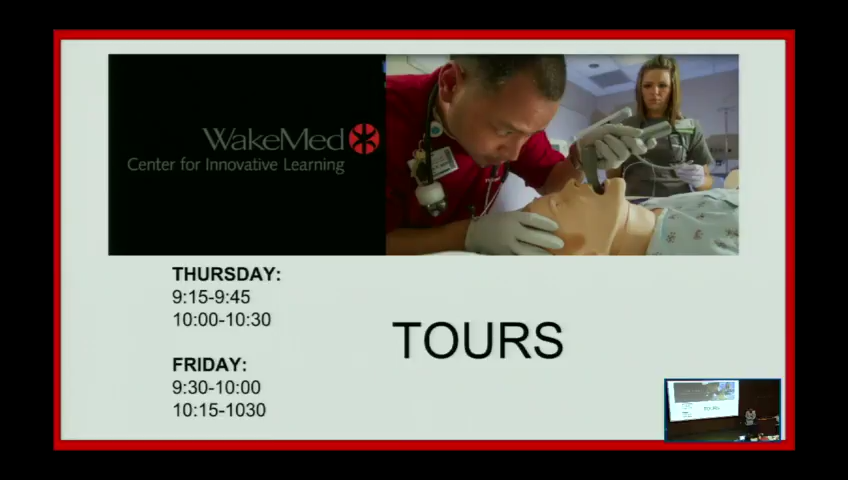 WakeMed
Center for Innovative Learning
THURSDAY:
9:15-9:45
10:00-10:30
TOURS
FRIDAY:
9:30-10:00
10:15-1030
TOURS